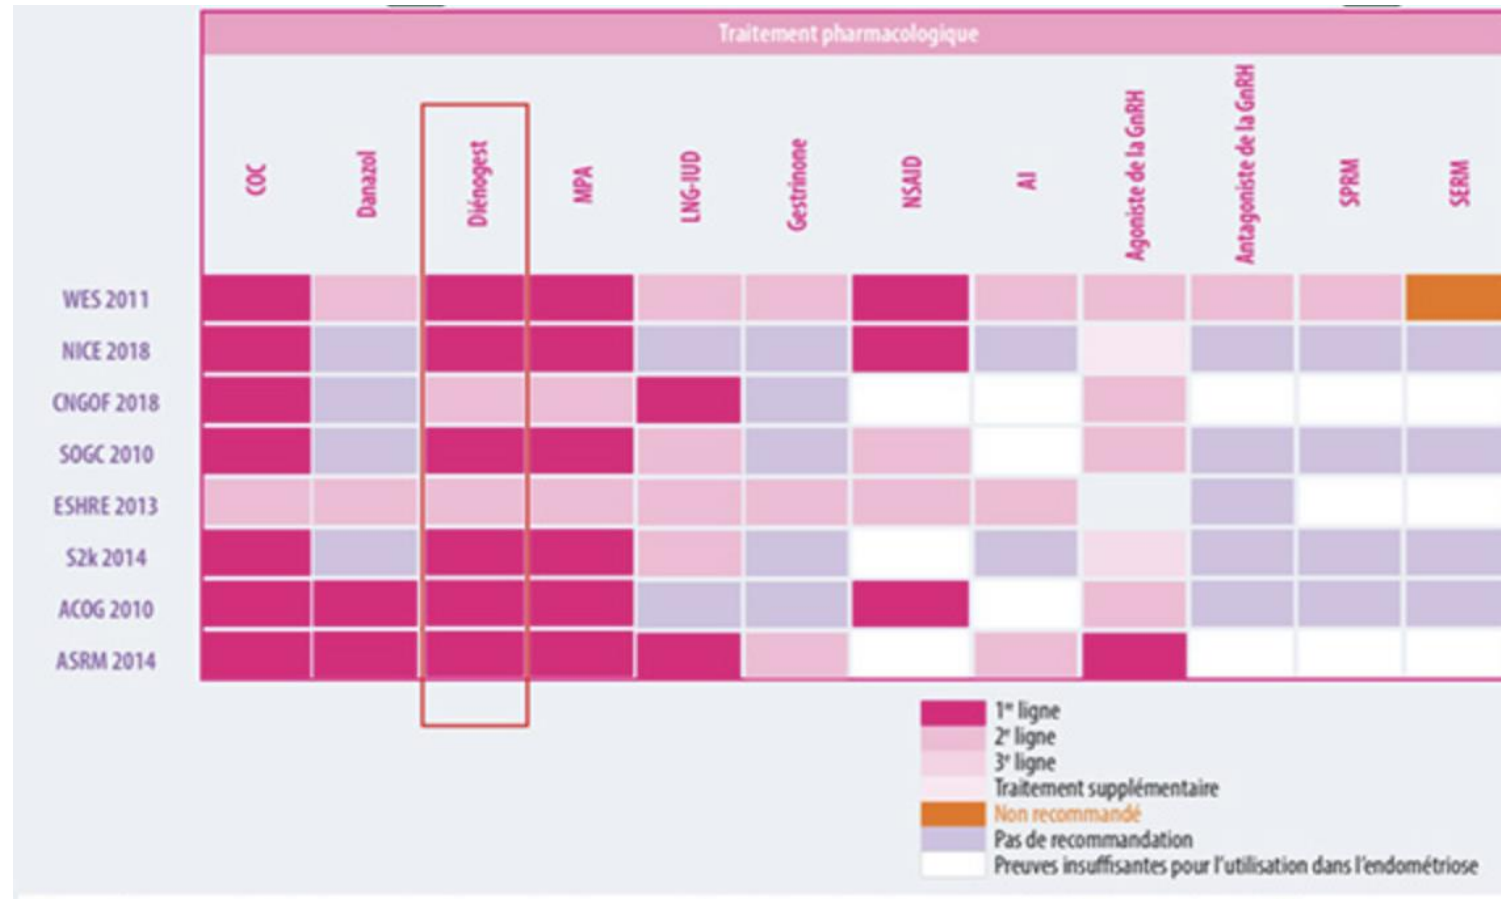 Traitement pharmacologique
COC
Danazol
Diénogest
MPA
LNG-IUD
Gestrinone
NSAID
AI
Agoniste de la GnRH
Antagoniste de la GnRH
SPRM
SERM
WES 2011
NICE 2018
CNGOF 2018
SOGC 2010
ESHRE 2013
S2k 2014
ACOG 2010
ASRM 2014
1re ligne
2e ligne
3e ligne
Traitement supplémentaire
Non recommandé
Pas de recommandation
Preuves insuffisantes pour l'utilisation dans l'endométriose